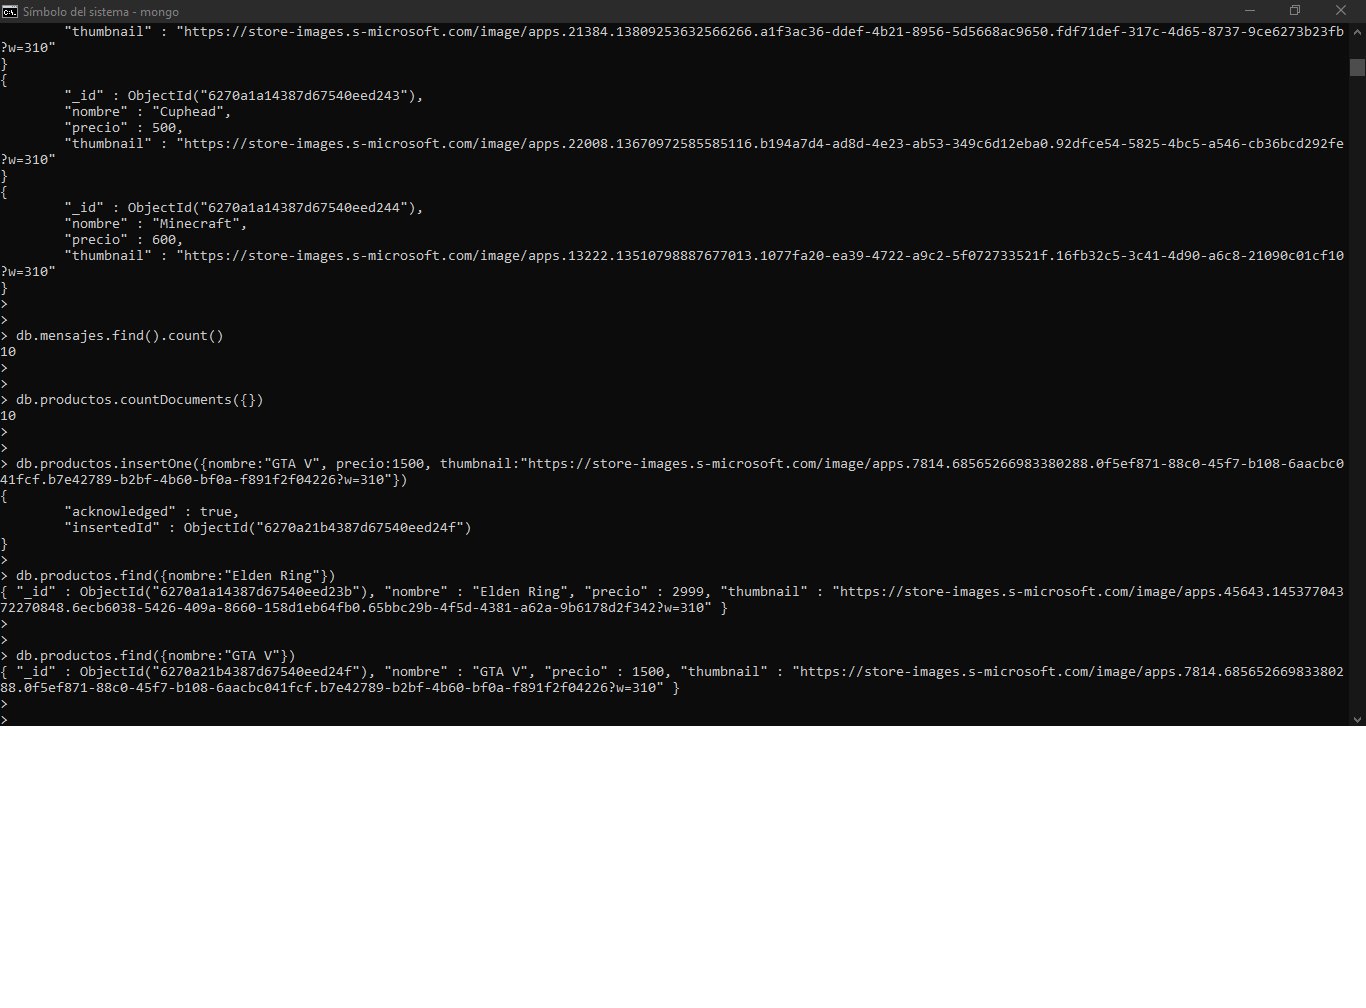 Símbolo del sistema - mongo
"thumbnail" : "https://store-images.s-microsoft.com/image/apps.21384.13809253632566266.a1f3ac36-ddef-4b21-8956-5d5668ac9650.fdf71def-317c-4d65-8737-9ce6273b23fb
?w=310"
}
{
"_id" : ObjectId("6270a1a14387d67540eed243"),
"nombre" : "Cuphead",
"precio" : 500,
"thumbnail" : "https://store-images.s-microsoft.com/image/apps.22008.13670972585585116.b194a7d4-ad8d-4e23-ab53-349c6d12eba0.92dfce54-5825-4bc5-a546-cb36bcd292fe
?w=310"
}
{
"_id" : ObjectId("6270a1a14387d67540eed244"),
"nombre" : "Minecraft",
"precio" : 600,
"thumbnail" : "https://store-images.s-microsoft.com/image/apps.13222.13510798887677013.1077fa20-ea39-4722-a9c2-5f072733521f.16fb32c5-3c41-4d90-a6c8-21090c01cf10
?w=310"
}
>
>
> db.mensajes.find().count()
10
>
>
> db.productos.countDocuments({})
10
>
>
> db.productos.insertOne({nombre:"GTA V", precio:1500, thumbnail:"https://store-images.s-microsoft.com/image/apps.7814.68565266983380288.0f5ef871-88c0-45f7-b108-6aacbc0
41fcf.b7e42789-b2bf-4b60-bf0a-f891f2f04226?w=310"})
{
"acknowledged" : true,
"insertedId" : ObjectId("6270a21b4387d67540eed24f")
}
>
> db.productos.find({nombre:"Elden Ring"})
{ "_id" : ObjectId("6270a1a14387d67540eed23b"), "nombre" : "Elden Ring", "precio" : 2999, "thumbnail" : "https://store-images.s-microsoft.com/image/apps.45643.145377043
72270848.6ecb6038-5426-409a-8660-158d1eb64fb0.65bbc29b-4f5d-4381-a62a-9b6178d2f342?w=310" }
>
>
> db.productos.find({nombre:"GTA V"})
{ "_id" : ObjectId("6270a21b4387d67540eed24f"), "nombre" : "GTA V", "precio" : 1500, "thumbnail" : "https://store-images.s-microsoft.com/image/apps.7814.685652669833802
88.0f5ef871-88c0-45f7-b108-6aacbc041fcf.b7e42789-b2bf-4b60-bf0a-f891f2f04226?w=310" }
>
>